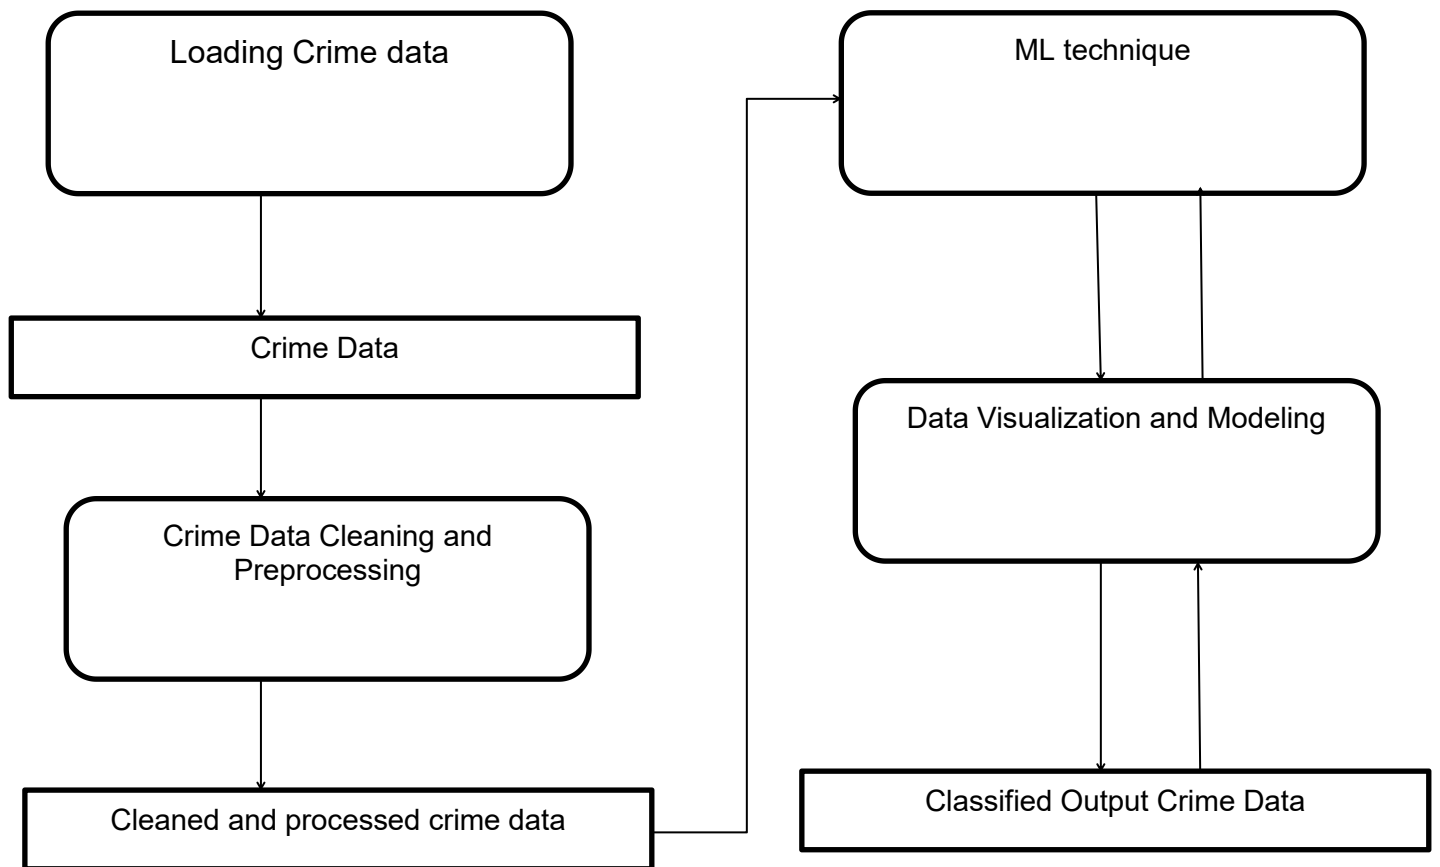 Loading Crime data
Crime Data
Crime Data Cleaning and
Preprocessing
Cleaned and processed crime data
ML technique
Data Visualization and Modeling
Classified Output Crime Data